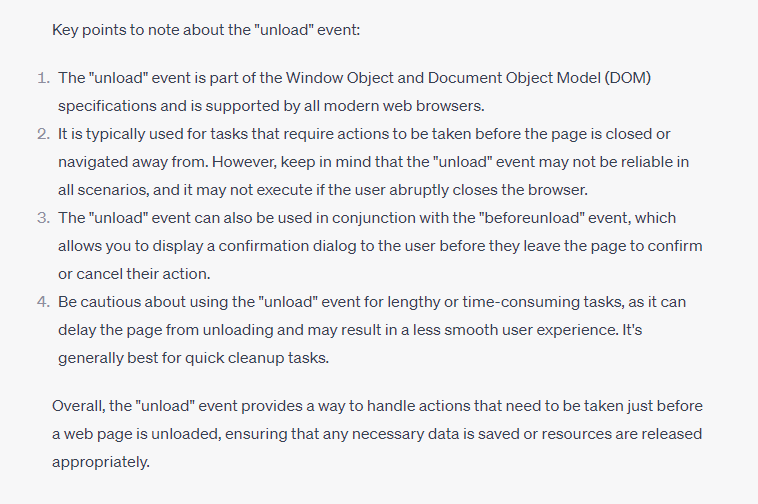 Key points to note about the "unload" event:
1. The "unload" event is part of the Window Object and Document Object Model (DOM)
specifications and is supported by all modern web browsers.
2. It is typically used for tasks that require actions to be taken before the page is closed or
navigated away from. However, keep in mind that the "unload" event may not be reliable in
all scenarios, and it may not execute if the user abruptly closes the browser.
3. The "unload" event can also be used in conjunction with the "beforeunload" event, which
allows you to display a confirmation dialog to the user before they leave the page to confirm
or cancel their action.
4. Be cautious about using the "unload" event for lengthy or time-consuming tasks, as it can
delay the page from unloading and may result in a less smooth user experience. It's
generally best for quick cleanup tasks.
Overall, the "unload" event provides a way to handle actions that need to be taken just before
a web page is unloaded, ensuring that any necessary data is saved or resources are released
appropriately.